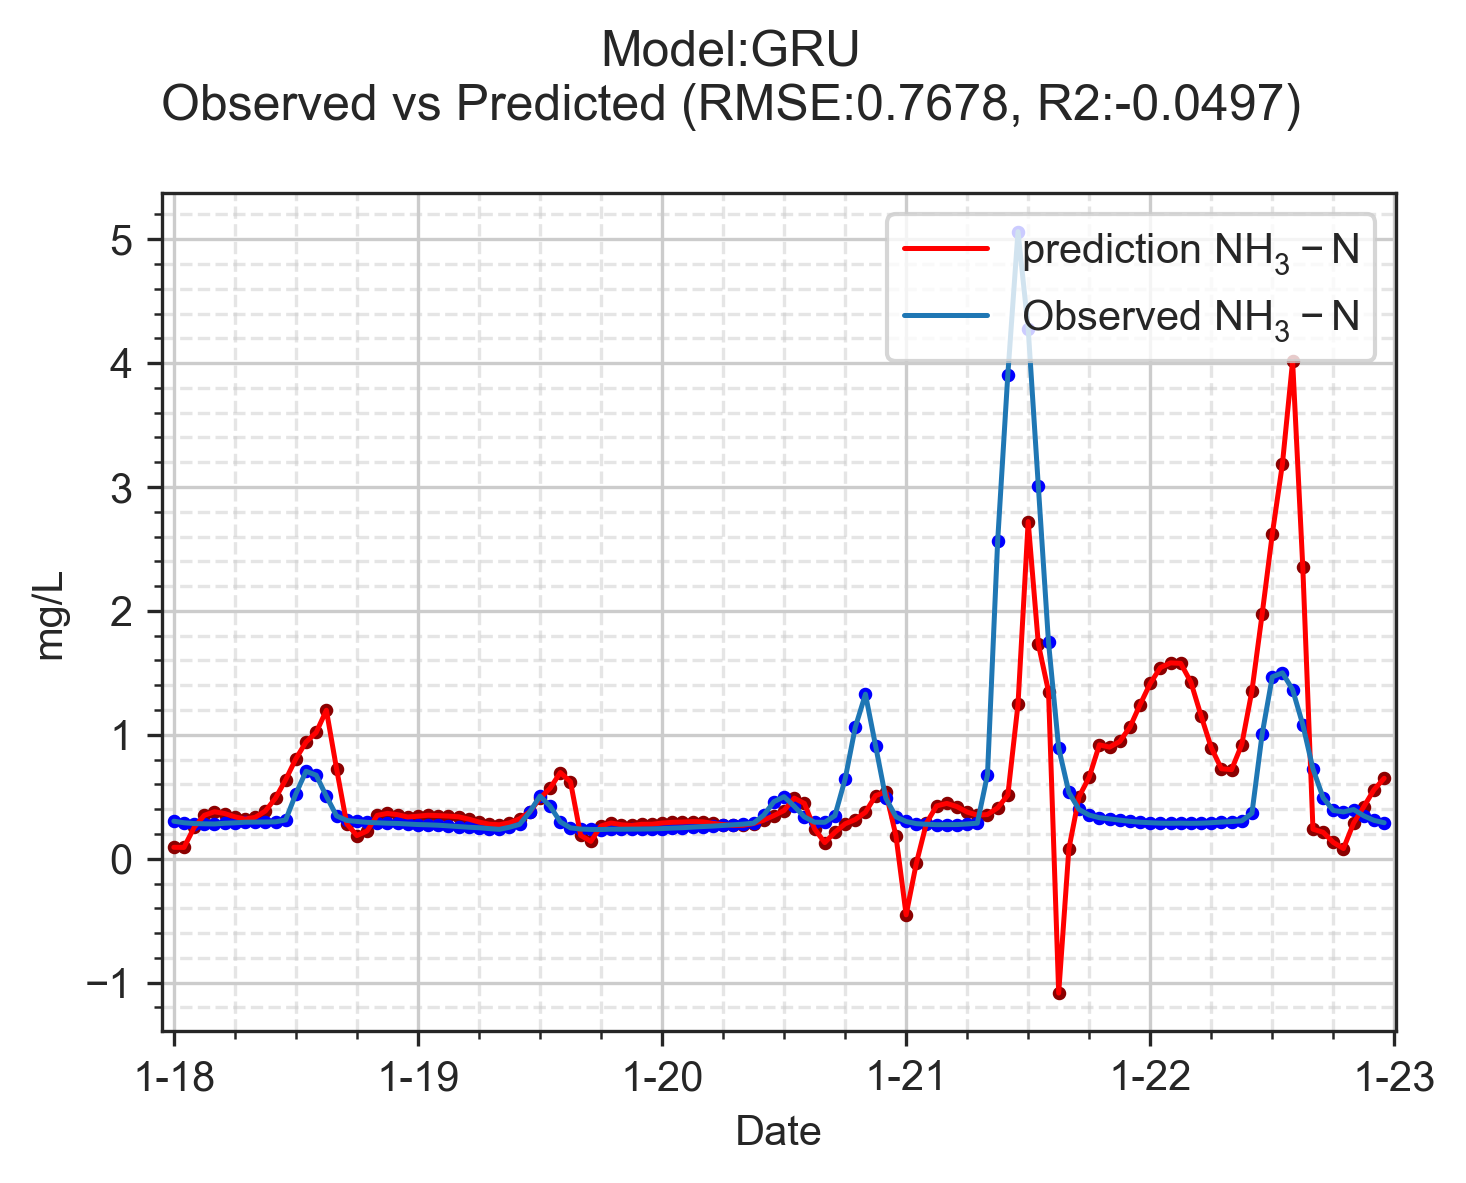 Model:GRU
Observed vs Predicted (RMSE:0.7678, R2:-0.0497)
prediction NH₃ − N
Observed NH₃ − N
5
4
3
2
1
0
−1
mg/L
1-18 1-19 1-20 1-21 1-22 1-23
Date